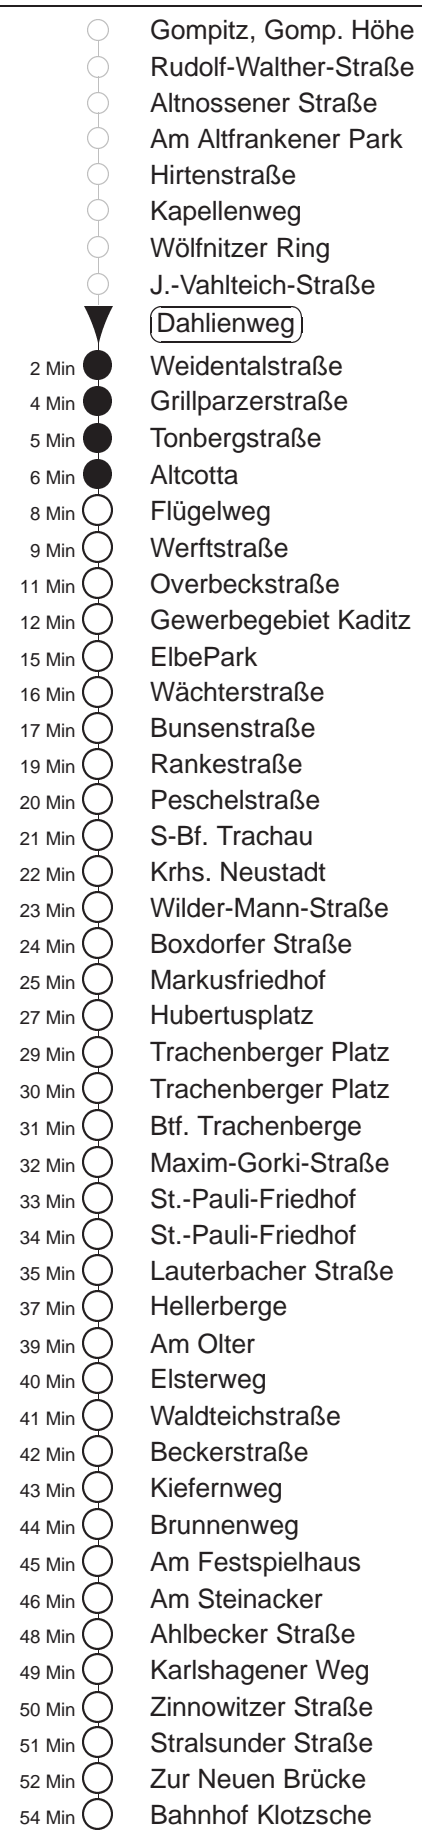 Gompitz, Gomp. Höhe
Rudolf-Walther-Straße
Altnossener Straße
Am Altfrankener Park
Hirtenstraße
Kapellenweg
Wölfnitzer Ring
J.-Vahlteich-Straße
Dahlienweg
2 Min Weidentalstraße
4 Min Grillparzerstraße
5 Min Tonbergstraße
6 Min Altcotta
8 Min Flügelweg
9 Min Werftstraße
11 Min Overbeckstraße
12 Min Gewerbegebiet Kaditz
15 Min ElbePark
16 Min Wächterstraße
17 Min Bunsenstraße
19 Min Rankestraße
20 Min Peschelstraße
21 Min S-Bf. Trachau
22 Min Krhs. Neustadt
23 Min Wilder-Mann-Straße
24 Min Boxdorfer Straße
25 Min Markusfriedhof
27 Min Hubertusplatz
29 Min Trachenberger Platz
30 Min Trachenberger Platz
31 Min Btf. Trachenberge
32 Min Maxim-Gorki-Straße
33 Min St.-Pauli-Friedhof
34 Min St.-Pauli-Friedhof
35 Min Lauterbacher Straße
37 Min Hellerberge
39 Min Am Olter
40 Min Elsterweg
41 Min Waldteichstraße
42 Min Beckerstraße
43 Min Kiefernweg
44 Min Brunnenweg
45 Min Am Festspielhaus
46 Min Am Steinacker
48 Min Ahlbecker Straße
49 Min Karlshagener Weg
50 Min Zinnowitzer Straße
51 Min Stralsunder Straße
52 Min Zur Neuen Brücke
54 Min Bahnhof Klotzsche